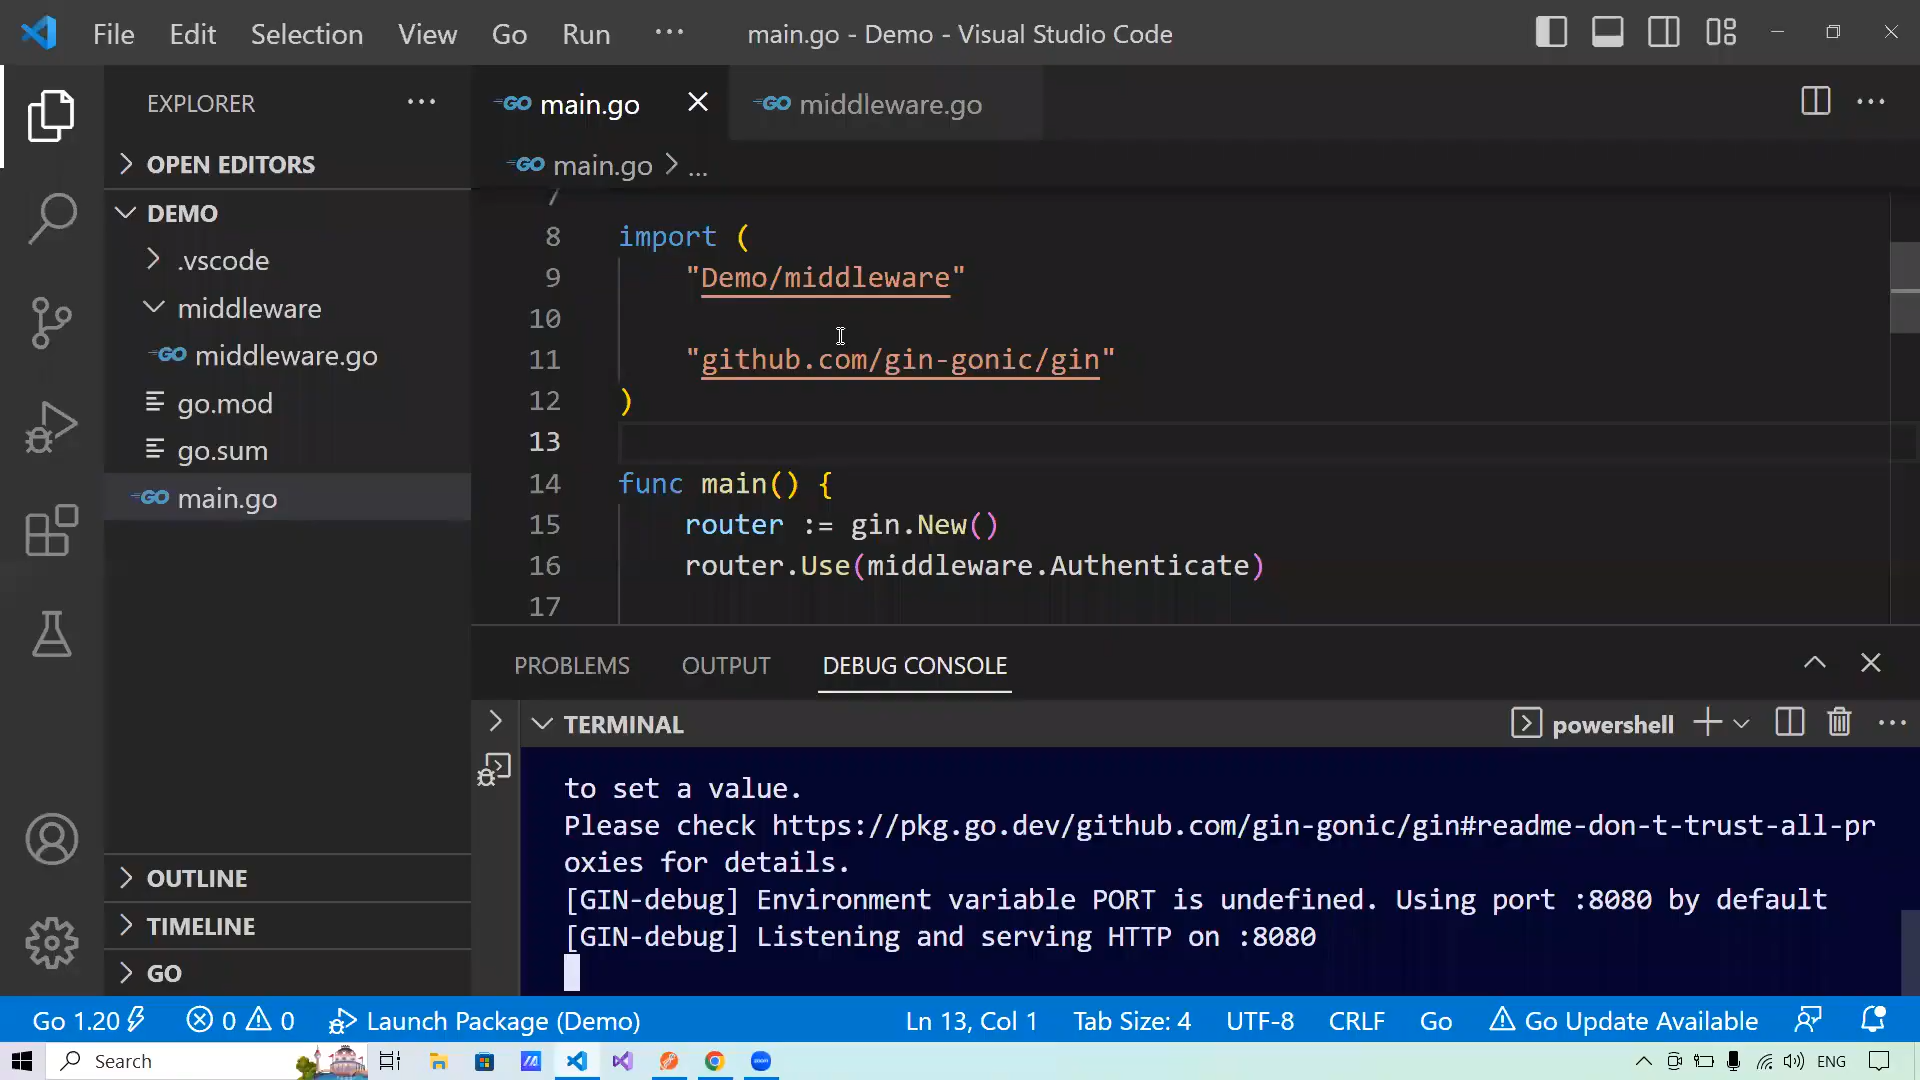 File Edit Selection View Go Run ··· main.go - Demo - Visual Studio Code
EXPLORER ···
OPEN EDITORS
DEMO
.vscode
middleware
GO middleware.go
go.mod
go.sum
GO main.go
OUTLINE
TIMELINE
GO
GO main.go
GO middleware.go
GO main.go > ...
7
8 import (
9 "Demo/middleware"
10
11 "github.com/gin-gonic/gin"
12 )
13
14 func main() {
15 router := gin.New()
16 router.Use(middleware.Authenticate)
17
PROBLEMS OUTPUT DEBUG CONSOLE
TERMINAL
powershell
to set a value.
Please check https://pkg.go.dev/github.com/gin-gonic/gin#readme-don-t-trust-all-pr
oxies for details.
[GIN-debug] Environment variable PORT is undefined. Using port :8080 by default
[GIN-debug] Listening and serving HTTP on :8080
Go 1.20 0 0 Launch Package (Demo) Ln 13, Col 1 Tab Size: 4 UTF-8 CRLF Go Go Update Available
Search ENG